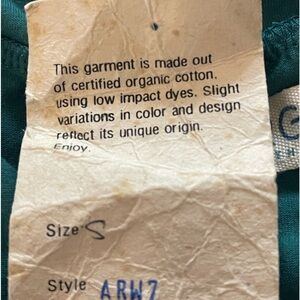 This garment is made out
of certified organic cotton,
using low impact dyes. Slight
variations in color and design
reflect its unique origin.
Enjoy.
Size S
Style ARW7
G